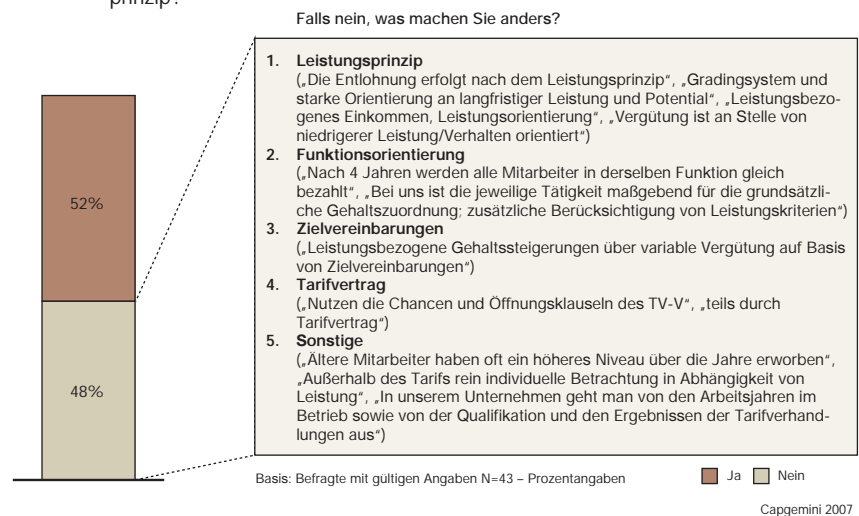 prinzip?
Falls nein, was machen Sie anders?
52%
48%
1. Leistungsprinzip
(„Die Entlohnung erfolgt nach dem Leistungsprinzip“, „Gradingsystem und
starke Orientierung an langfristiger Leistung und Potential“, „Leistungsbezo-
genes Einkommen, Leistungsorientierung“, „Vergütung ist an Stelle von
niedrigerer Leistung/Verhalten orientiert“)
2. Funktionsorientierung
(„Nach 4 Jahren werden alle Mitarbeiter in derselben Funktion gleich
bezahlt“, „Bei uns ist die jeweilige Tätigkeit maßgebend für die grundsätzli-
che Gehaltszuordnung; zusätzliche Berücksichtigung von Leistungskriterien“)
3. Zielvereinbarungen
(„Leistungsbezogene Gehaltssteigerungen über variable Vergütung auf Basis
von Zielvereinbarungen“)
4. Tarifvertrag
(„Nutzen die Chancen und Öffnungsklauseln des TV-V“, „teils durch
Tarifvertrag“)
5. Sonstige
(„Ältere Mitarbeiter haben oft ein höheres Niveau über die Jahre erworben“,
„Außerhalb des Tarifs rein individuelle Betrachtung in Abhängigkeit von
Leistung“, „In unserem Unternehmen geht man von den Arbeitsjahren im
Betrieb sowie von der Qualifikation und den Ergebnissen der Tarifverhand-
lungen aus“)
Basis: Befragte mit gültigen Angaben N=43 – Prozentangaben
Ja Nein
Capgemini 2007